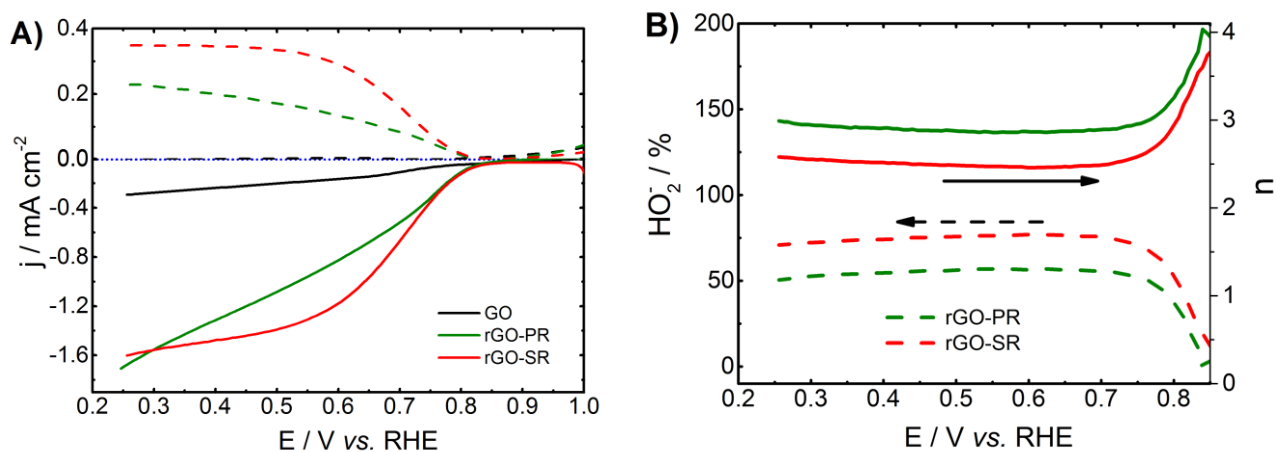 A)
j / mA cm⁻²
0.4
0.2
0.0
-0.4
-0.8
-1.2
-1.6
0.2 0.3 0.4 0.5 0.6 0.7 0.8 0.9 1.0
E / V vs. RHE
GO
rGO-PR
rGO-SR
B)
HO₂⁻ / %
200
150
100
50
0
0.2 0.3 0.4 0.5 0.6 0.7 0.8
E / V vs. RHE
4
3
2
1
0
n
rGO-PR
rGO-SR